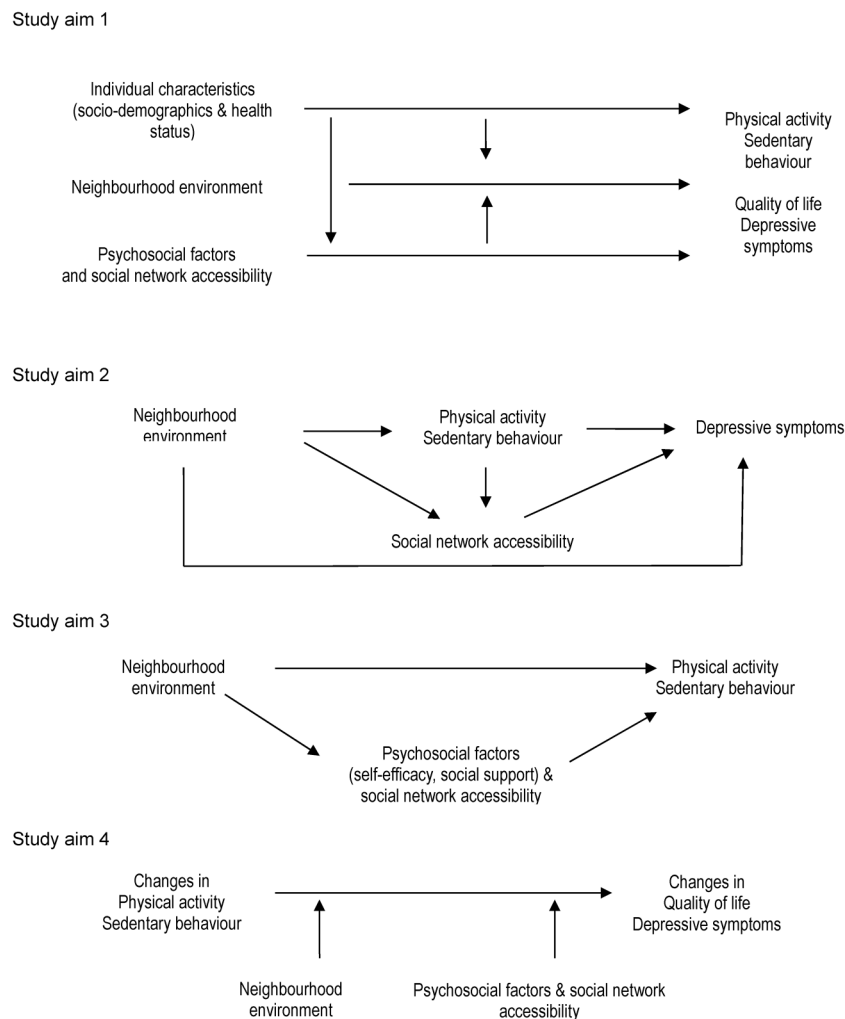 Study aim 1
Individual characteristics
(socio-demographics & health
status)
Physical activity
Sedentary
behaviour
Neighbourhood environment
Quality of life
Depressive
symptoms
Psychosocial factors
and social network accessibility
Study aim 2
Neighbourhood
environment
Physical activity
Sedentary behaviour
Depressive symptoms
Social network accessibility
Study aim 3
Neighbourhood
environment
Physical activity
Sedentary behaviour
Psychosocial factors
(self-efficacy, social support) &
social network accessibility
Study aim 4
Changes in
Physical activity
Sedentary behaviour
Changes in
Quality of life
Depressive symptoms
Neighbourhood
environment
Psychosocial factors & social network
accessibility